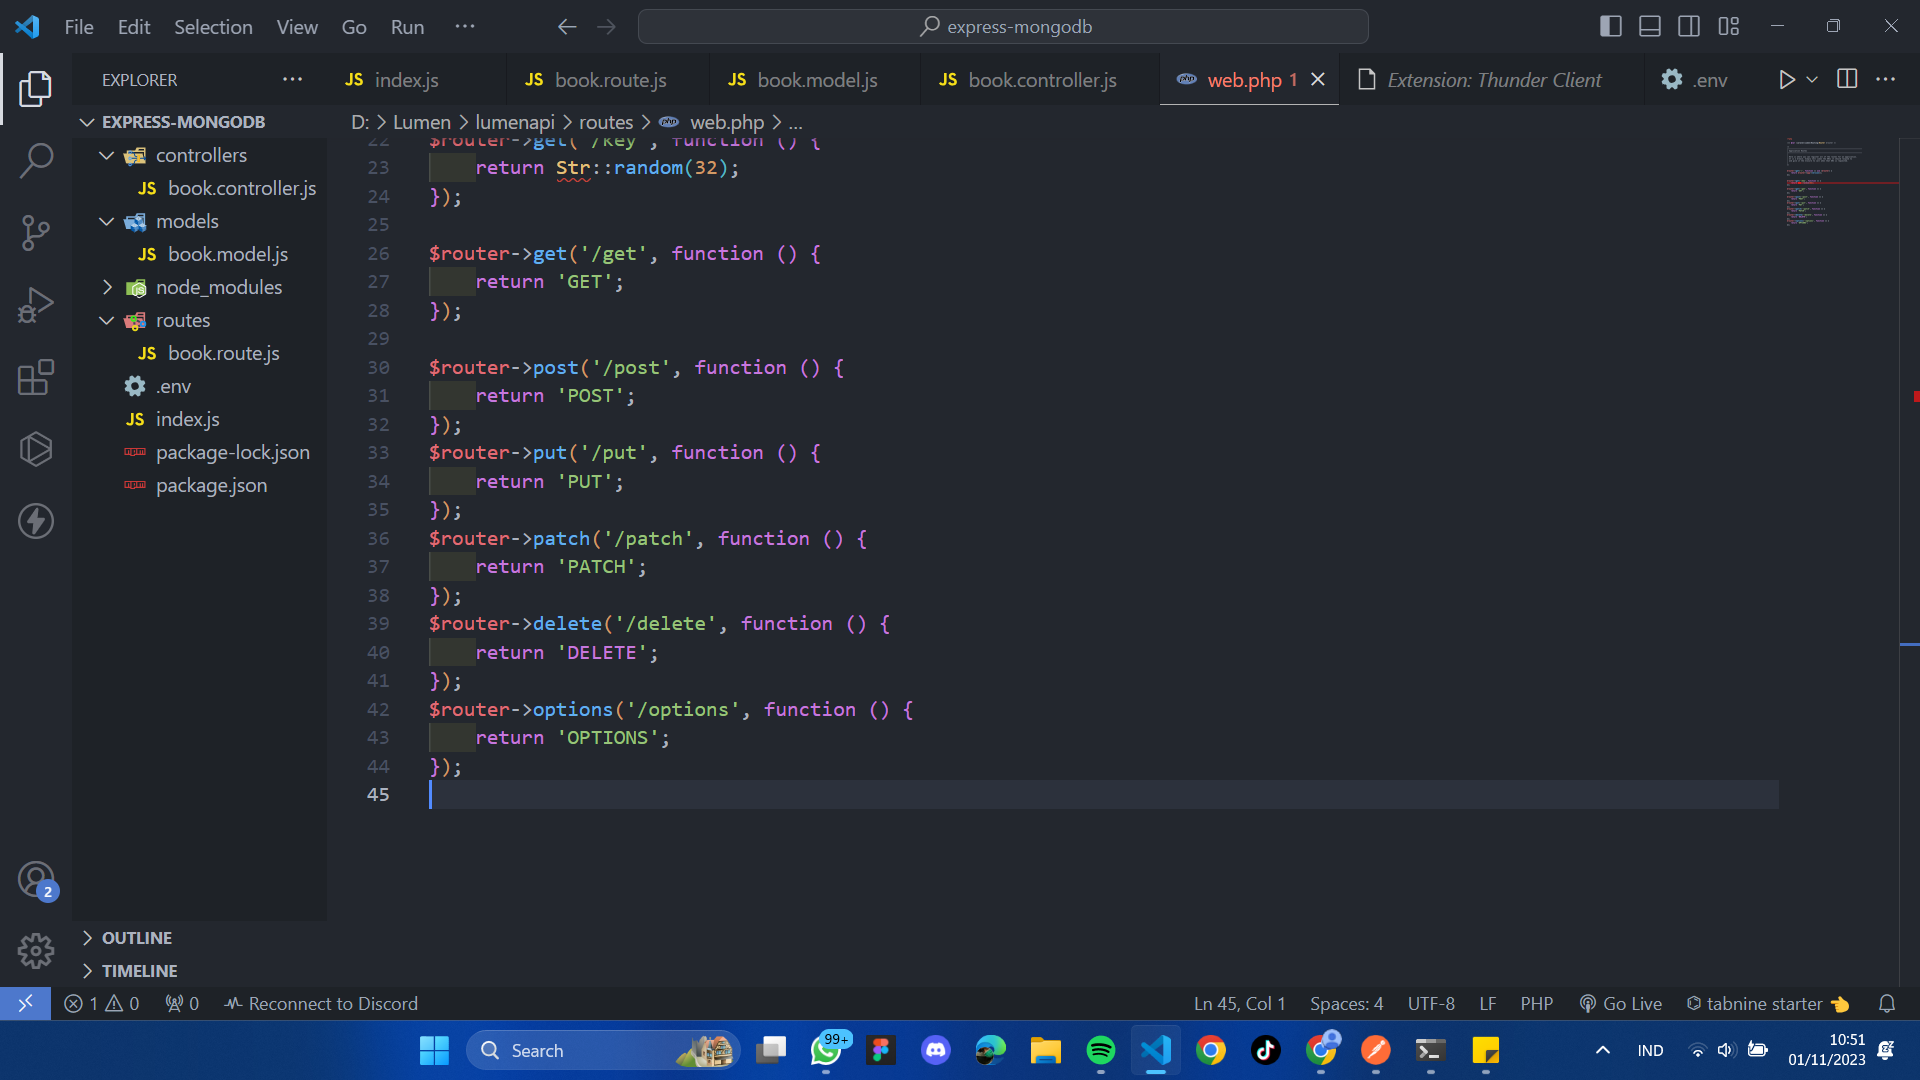 File Edit Selection View Go Run ··· express-mongodb
EXPLORER ···
JS index.js JS book.route.js JS book.model.js JS book.controller.js php web.php 1 Extension: Thunder Client .env ···
EXPRESS-MONGODB
controllers
JS book.controller.js
models
JS book.model.js
node_modules
routes
JS book.route.js
.env
JS index.js
package-lock.json
package.json
OUTLINE
TIMELINE
D: > Lumen > lumenapi > routes > web.php > ...
22 $router->get('/key', function () {
23 return Str::random(32);
24 });
25
26 $router->get('/get', function () {
27 return 'GET';
28 });
29
30 $router->post('/post', function () {
31 return 'POST';
32 });
33 $router->put('/put', function () {
34 return 'PUT';
35 });
36 $router->patch('/patch', function () {
37 return 'PATCH';
38 });
39 $router->delete('/delete', function () {
40 return 'DELETE';
41 });
42 $router->options('/options', function () {
43 return 'OPTIONS';
44 });
45
2
1 0 0 Reconnect to Discord Ln 45, Col 1 Spaces: 4 UTF-8 LF PHP Go Live tabnine starter
Search 99+ IND 10:51
01/11/2023